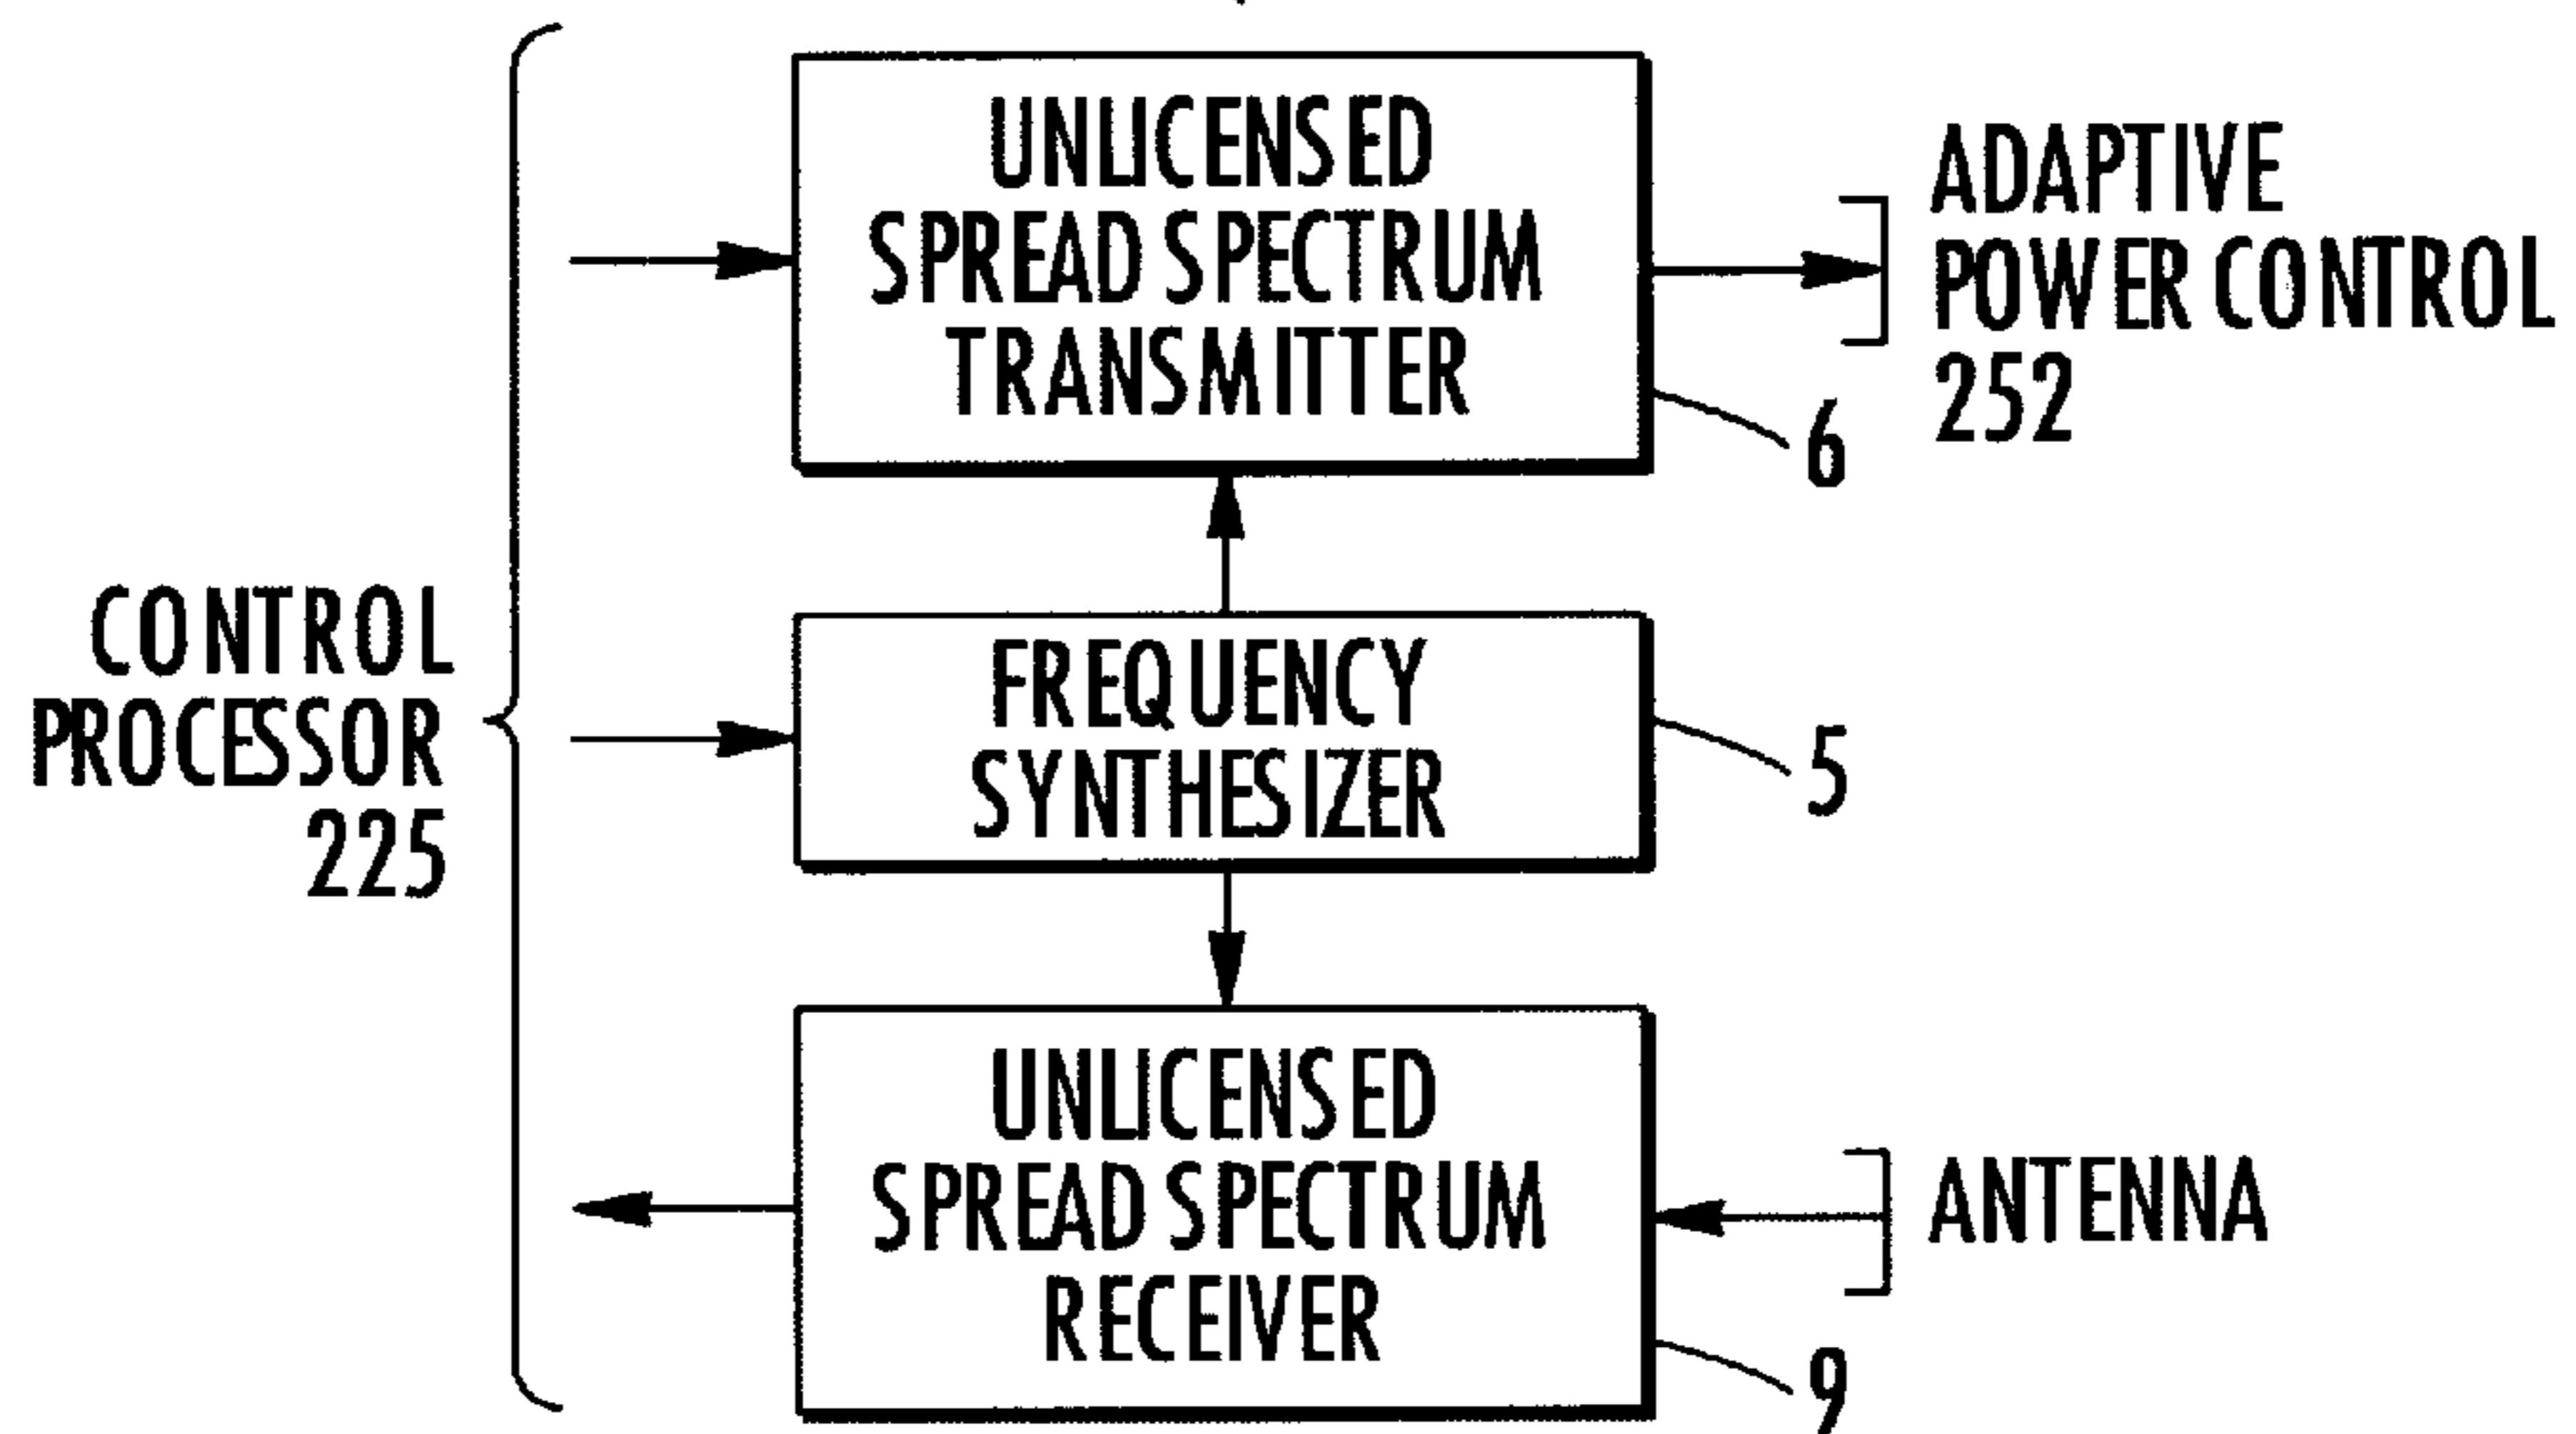 UNLICENSED
SPREAD SPECTRUM
TRANSMITTER
6
ADAPTIVE
POWER CONTROL
252
CONTROL
PROCESSOR
225
FREQUENCY
SYNTHESIZER
5
UNLICENSED
SPREAD SPECTRUM
RECEIVER
9
ANTENNA